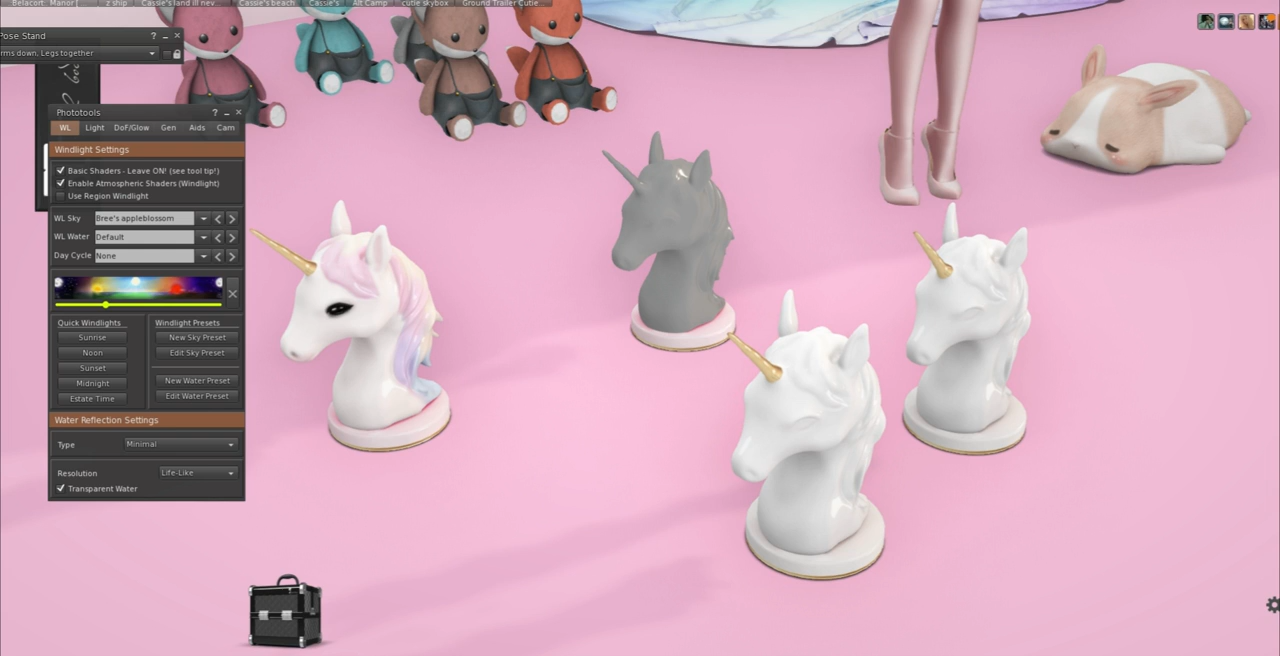 Belacort, Manor [
z ship
Cassie's land ill nev...
Cassie's beach
Cassie's
Alt Camp
cutie skybox
Ground Trailer Cutie...
Pose Stand ? _ ×
rms down, Legs together
Phototools ? _ ×
WL Light DoF/Glow Gen Aids Cam
Windlight Settings
Basic Shaders - Leave ON! (see tool tip!)
Enable Atmospheric Shaders (Windlight)
Use Region Windlight
WL Sky Bree's appleblossom
WL Water Default
Day Cycle None
Quick Windlights
Sunrise
Noon
Sunset
Midnight
Estate Time
Windlight Presets
New Sky Preset
Edit Sky Preset
New Water Preset
Edit Water Preset
Water Reflection Settings
Type Minimal
Resolution Life-Like
Transparent Water